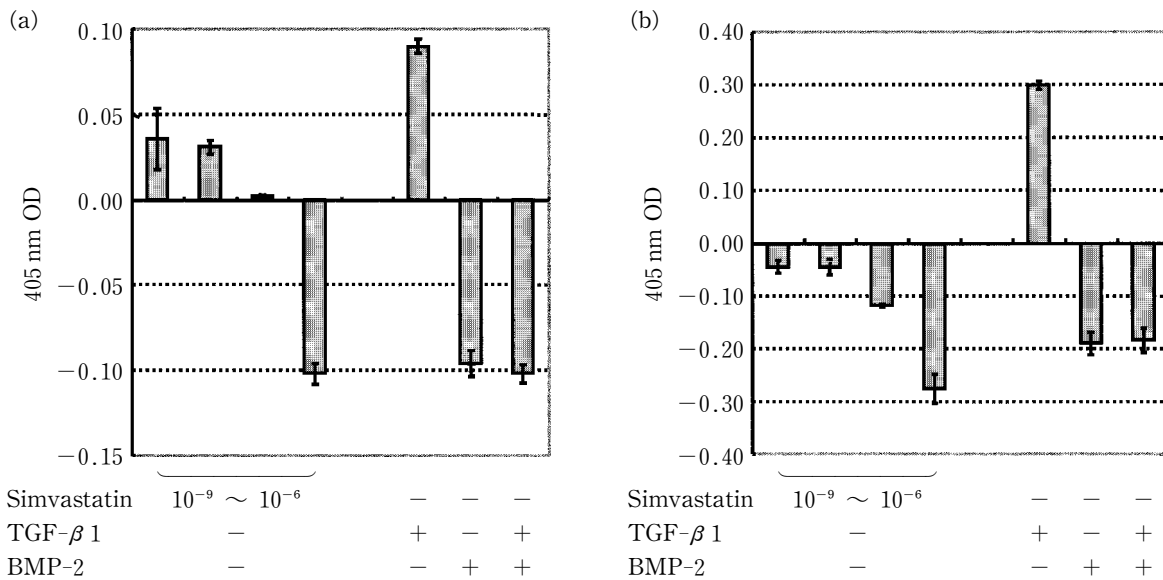 (a)
0.10
0.05
0.00
−0.05
−0.10
−0.15
405 nm OD
Simvastatin 10⁻⁹ ～ 10⁻⁶ − − −
TGF-β1 − + − +
BMP-2 − − + +
(b)
0.40
0.30
0.20
0.10
0.00
−0.10
−0.20
−0.30
−0.40
405 nm OD
Simvastatin 10⁻⁹ ～ 10⁻⁶ − − −
TGF-β1 − + − +
BMP-2 − − + +